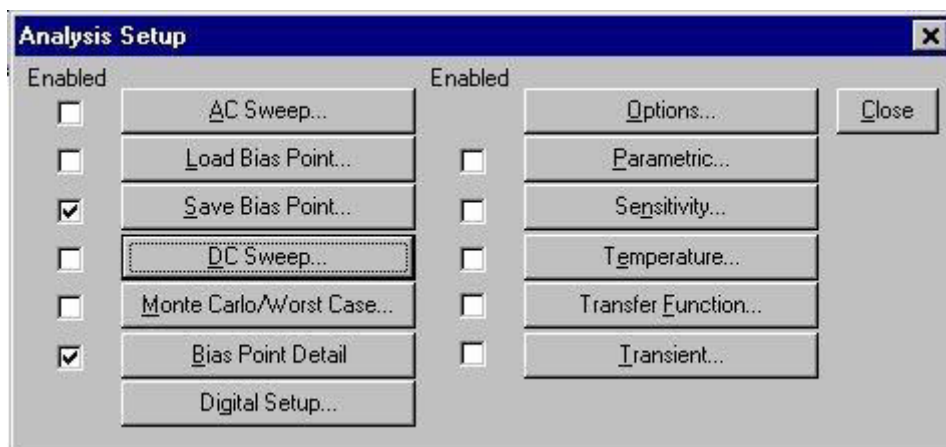 Analysis Setup
Enabled
Enabled
AC Sweep...
Options...
Close
Load Bias Point...
Parametric...
Save Bias Point...
Sensitivity...
DC Sweep...
Temperature...
Monte Carlo/Worst Case...
Transfer Function...
Bias Point Detail
Transient...
Digital Setup...